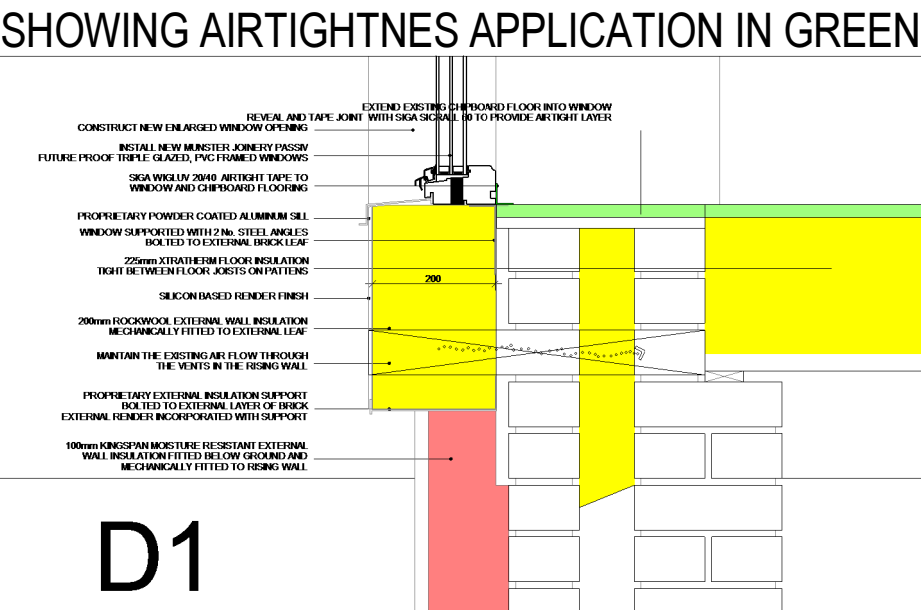 SHOWING AIRTIGHTNES APPLICATION IN GREEN
EXTEND EXISTING CHIPBOARD FLOOR INTO WINDOW
REVEAL AND TAPE JOINT WITH SIGA SICRALL 60 TO PROVIDE AIRTIGHT LAYER
CONSTRUCT NEW ENLARGED WINDOW OPENING
INSTALL NEW MUNSTER JOINERY PASSIV
FUTURE PROOF TRIPLE GLAZED, PVC FRAMED WINDOWS
SIGA WIGLUV 20/40 AIRTIGHT TAPE TO
WINDOW AND CHIPBOARD FLOORING
PROPRIETARY POWDER COATED ALUMINUM SILL
WINDOW SUPPORTED WITH 2 No. STEEL ANGLES
BOLTED TO EXTERNAL BRICK LEAF
225mm XTRATHERM FLOOR INSULATION
TIGHT BETWEEN FLOOR JOISTS ON PATTENS
200
SILICON BASED RENDER FINISH
200mm ROCKWOOL EXTERNAL WALL INSULATION
MECHANICALLY FITTED TO EXTERNAL LEAF
MAINTAIN THE EXISTING AIR FLOW THROUGH
THE VENTS IN THE RISING WALL
PROPRIETARY EXTERNAL INSULATION SUPPORT
BOLTED TO EXTERNAL LAYER OF BRICK
EXTERNAL RENDER INCORPORATED WITH SUPPORT
100mm KINGSPAN MOISTURE RESISTANT EXTERNAL
WALL INSULATION FITTED BELOW GROUND AND
MECHANICALLY FITTED TO RISING WALL
D1